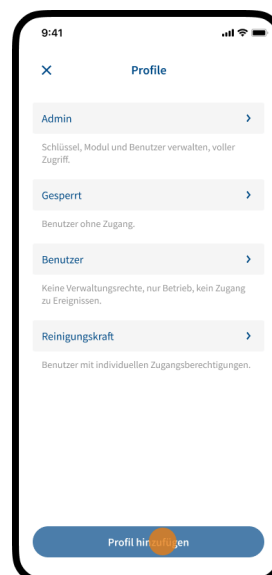 9:41
Profile
Admin
Schlüssel, Modul und Benutzer verwalten, voller
Zugriff.
Gesperrt
Benutzer ohne Zugang.
Benutzer
Keine Verwaltungsrechte, nur Betrieb, kein Zugang
zu Ereignissen.
Reinigungskraft
Benutzer mit individuellen Zugangsberechtigungen.
Profil hinzufügen